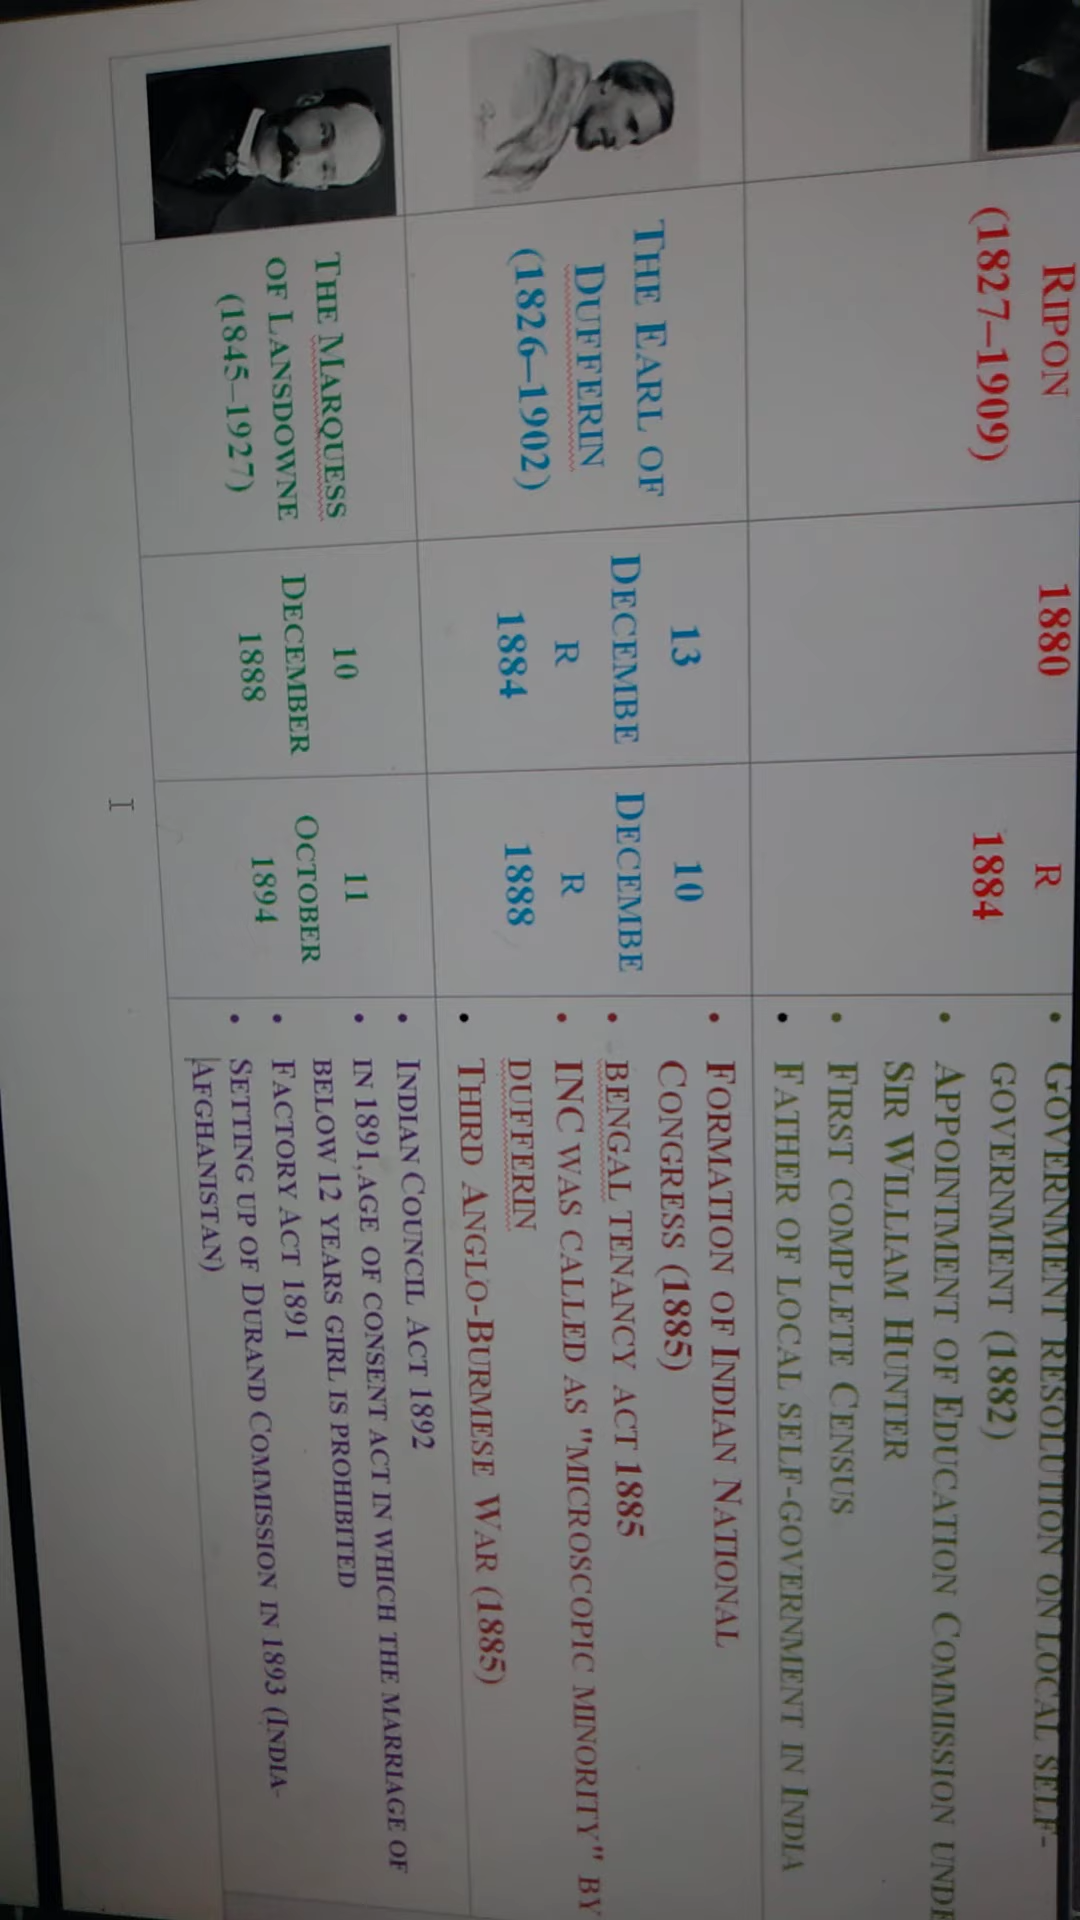 RIPON
(1827–1909)
1880
R
1884
• GOVERNMENT RESOLUTION ON LOCAL SELF-
GOVERNMENT (1882)
• APPOINTMENT OF EDUCATION COMMISSION UNDE
SIR WILLIAM HUNTER
• FIRST COMPLETE CENSUS
• FATHER OF LOCAL SELF-GOVERNMENT IN INDIA
THE EARL OF
DUFFERIN
(1826–1902)
13
DECEMBE
R
1884
10
DECEMBE
R
1888
• FORMATION OF INDIAN NATIONAL
CONGRESS (1885)
• BENGAL TENANCY ACT 1885
• INC WAS CALLED AS "MICROSCOPIC MINORITY" BY
DUFFERIN
• THIRD ANGLO-BURMESE WAR (1885)
THE MARQUESS
OF LANSDOWNE
(1845–1927)
10
DECEMBER
1888
11
OCTOBER
1894
• INDIAN COUNCIL ACT 1892
• IN 1891,AGE OF CONSENT ACT IN WHICH THE MARRIAGE OF
BELOW 12 YEARS GIRL IS PROHIBITED
• FACTORY ACT 1891
• SETTING UP OF DURAND COMMISSION IN 1893 (INDIA-
AFGHANISTAN)